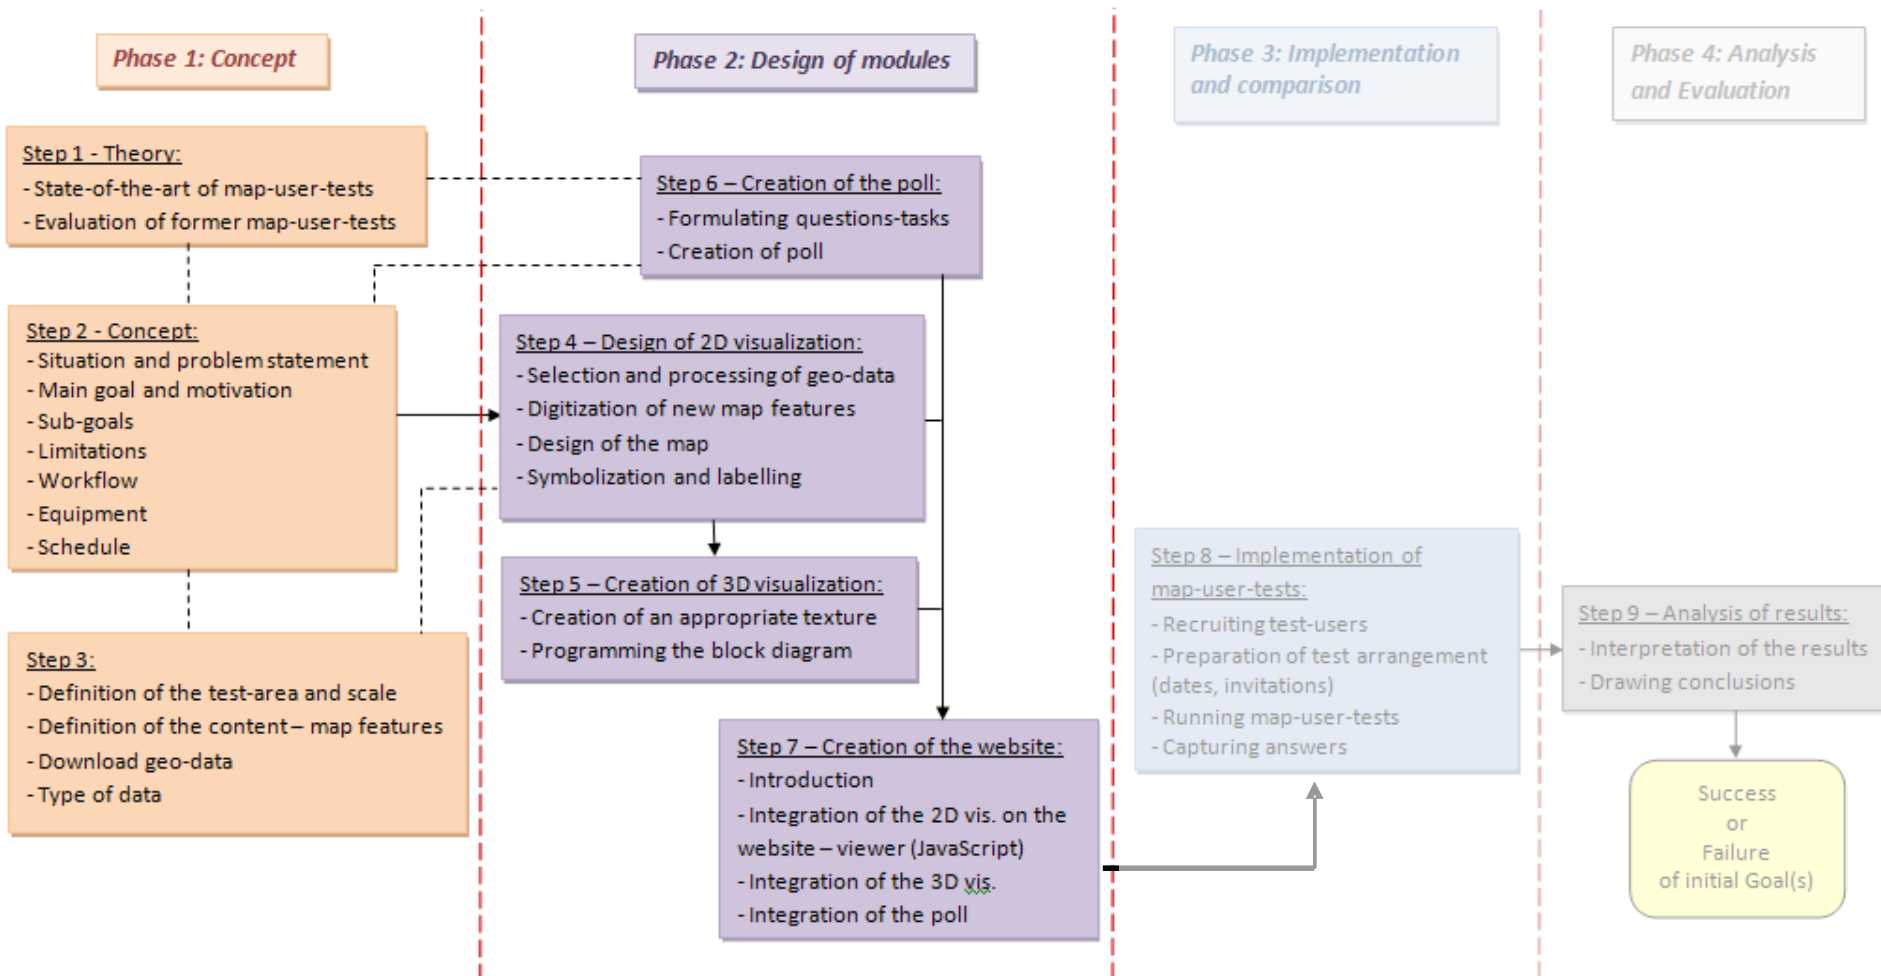 Phase 1: Concept
Step 1 - Theory:
- State-of-the-art of map-user-tests
- Evaluation of former map-user-tests
Step 2 - Concept:
- Situation and problem statement
- Main goal and motivation
- Sub-goals
- Limitations
- Workflow
- Equipment
- Schedule
Step 3:
- Definition of the test-area and scale
- Definition of the content – map features
- Download geo-data
- Type of data
Phase 2: Design of modules
Step 6 – Creation of the poll:
- Formulating questions-tasks
- Creation of poll
Step 4 – Design of 2D visualization:
- Selection and processing of geo-data
- Digitization of new map features
- Design of the map
- Symbolization and labelling
Step 5 – Creation of 3D visualization:
- Creation of an appropriate texture
- Programming the block diagram
Step 7 – Creation of the website:
- Introduction
- Integration of the 2D vis. on the
website – viewer (JavaScript)
- Integration of the 3D vis.
- Integration of the poll
Phase 3: Implementation
and comparison
Step 8 – Implementation of
map-user-tests:
- Recruiting test-users
- Preparation of test arrangement
(dates, invitations)
- Running map-user-tests
- Capturing answers
Phase 4: Analysis
and Evaluation
Step 9 – Analysis of results:
- Interpretation of the results
- Drawing conclusions
Success
or
Failure
of initial Goal(s)